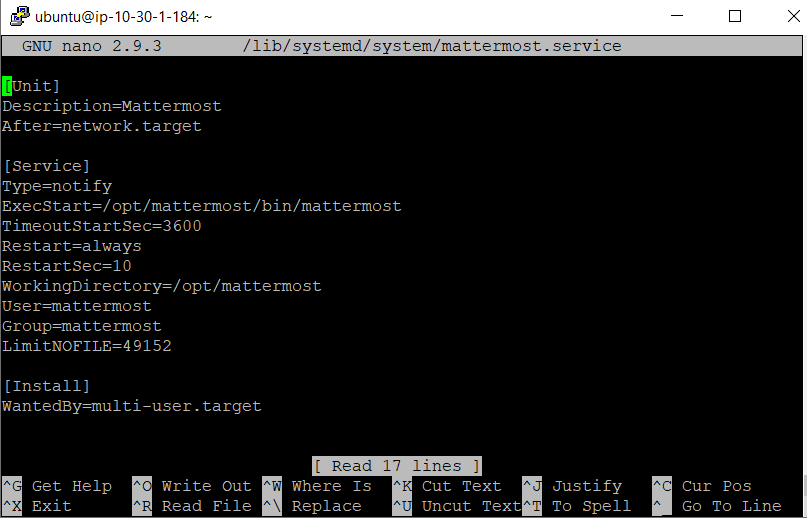 ubuntu@ip-10-30-1-184: ~
GNU nano 2.9.3 /lib/systemd/system/mattermost.service
[Unit]
Description=Mattermost
After=network.target
[Service]
Type=notify
ExecStart=/opt/mattermost/bin/mattermost
TimeoutStartSec=3600
Restart=always
RestartSec=10
WorkingDirectory=/opt/mattermost
User=mattermost
Group=mattermost
LimitNOFILE=49152
[Install]
WantedBy=multi-user.target
[ Read 17 lines ]
^G Get Help ^O Write Out ^W Where Is ^K Cut Text ^J Justify ^C Cur Pos
^X Exit ^R Read File ^\ Replace ^U Uncut Text ^T To Spell ^_ Go To Line